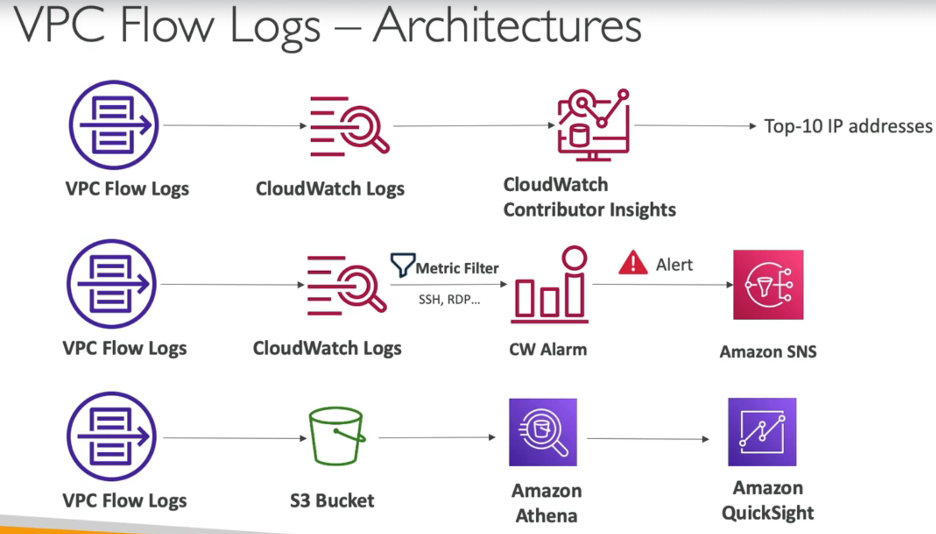 VPC Flow Logs – Architectures
VPC Flow Logs
CloudWatch Logs
CloudWatch
Contributor Insights
Top-10 IP addresses
VPC Flow Logs
CloudWatch Logs
Metric Filter
SSH, RDP...
CW Alarm
Alert
Amazon SNS
VPC Flow Logs
S3 Bucket
Amazon
Athena
Amazon
QuickSight